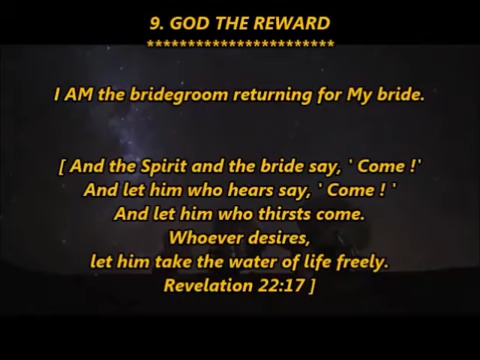 9. GOD THE REWARD
***********************
I AM the bridegroom returning for My bride.
[ And the Spirit and the bride say, ' Come !'
And let him who hears say, ' Come ! '
And let him who thirsts come.
Whoever desires,
let him take the water of life freely.
Revelation 22:17 ]